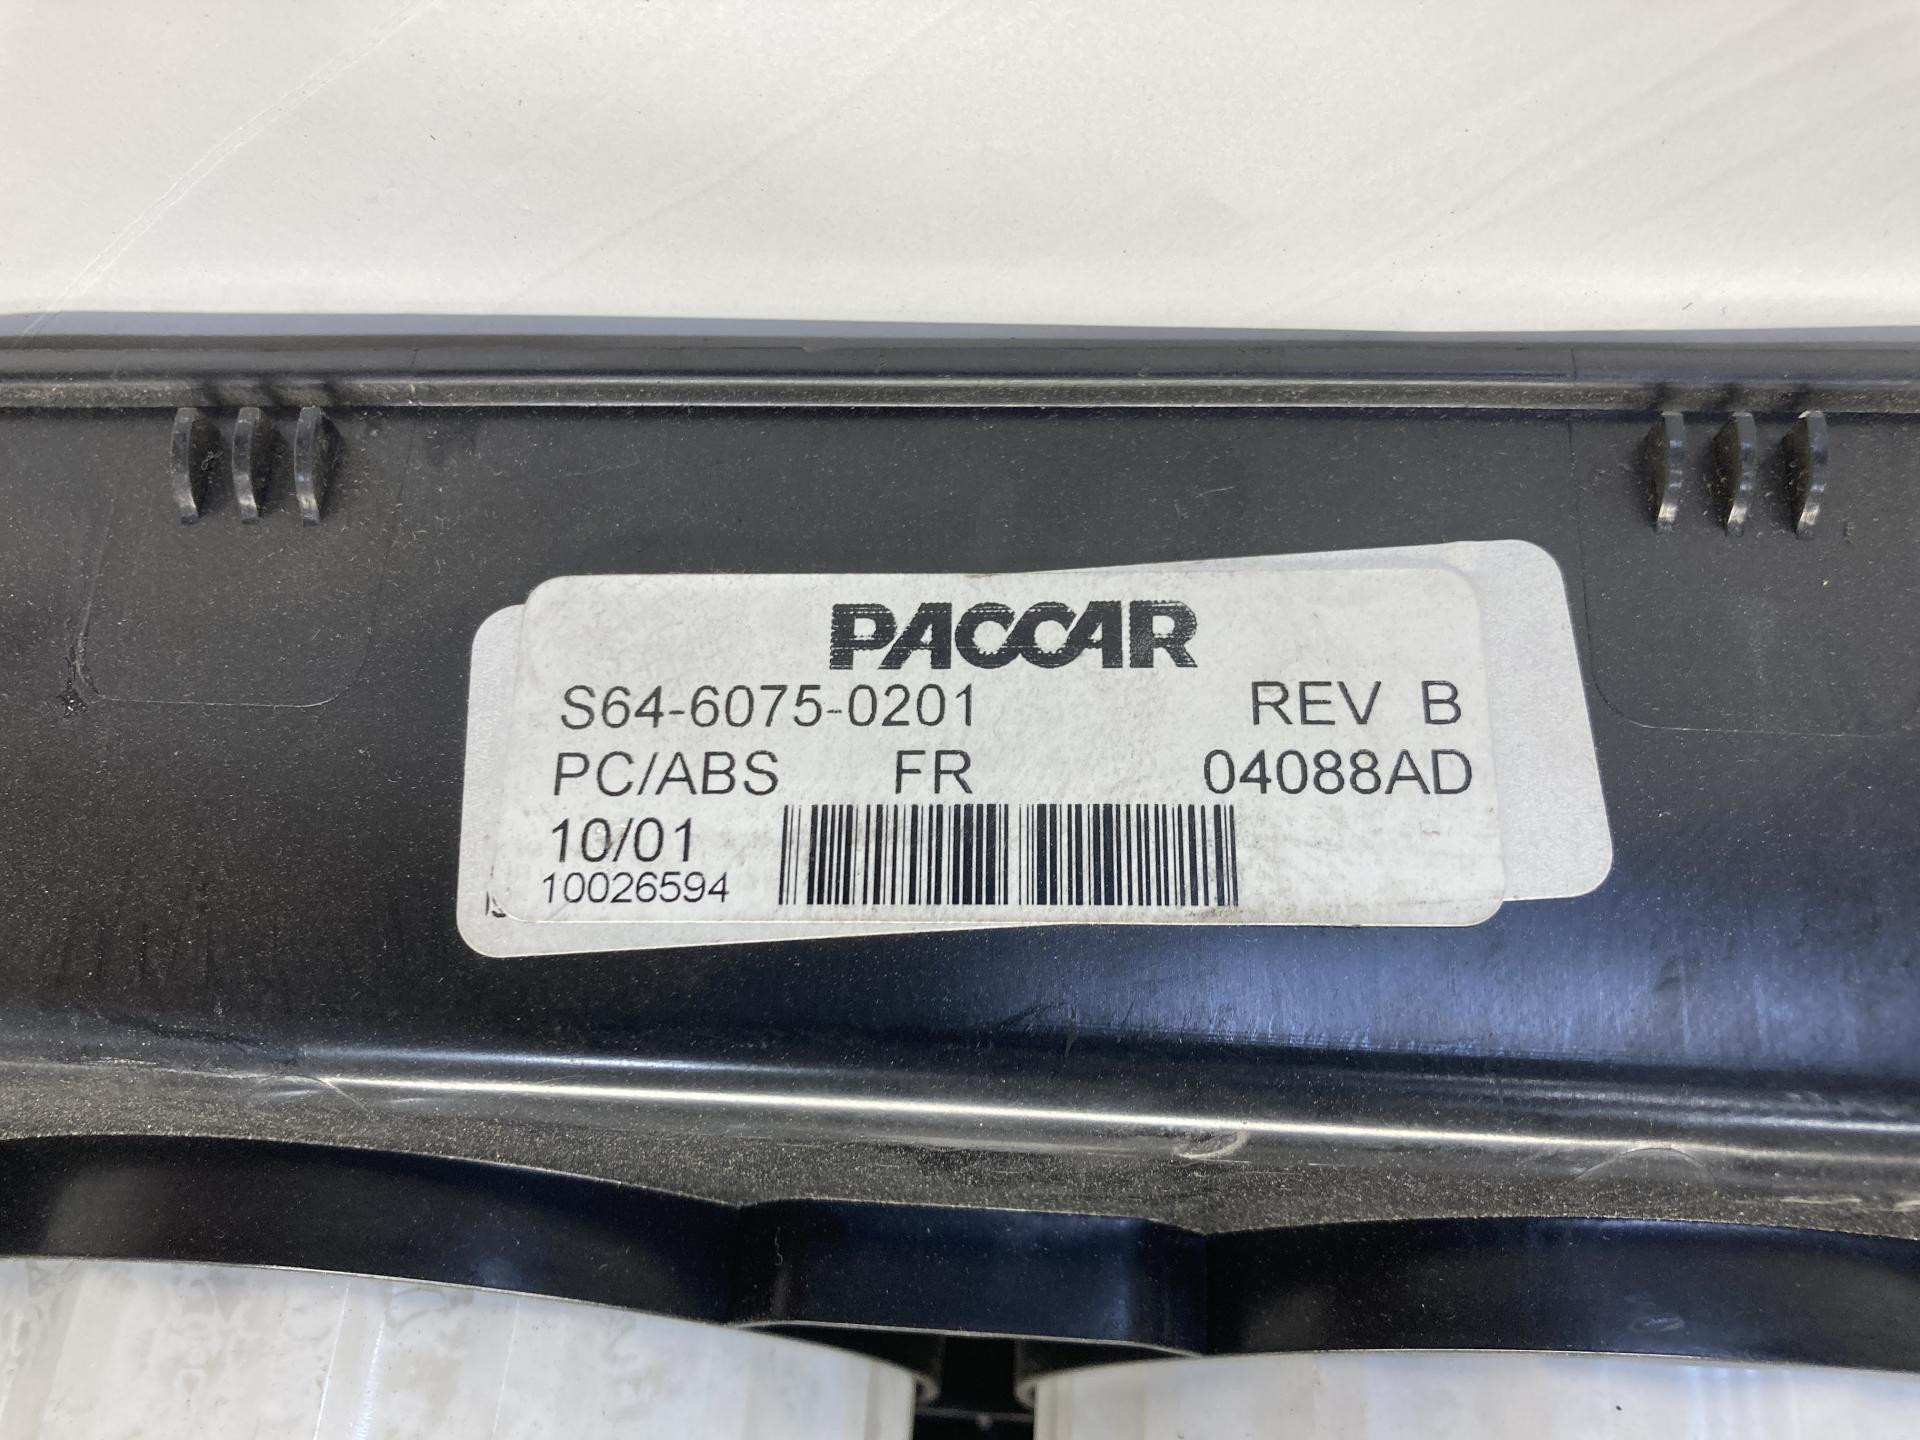 PACCAR
S64-6075-0201 REV B
PC/ABS FR 04088AD
10/01
10026594